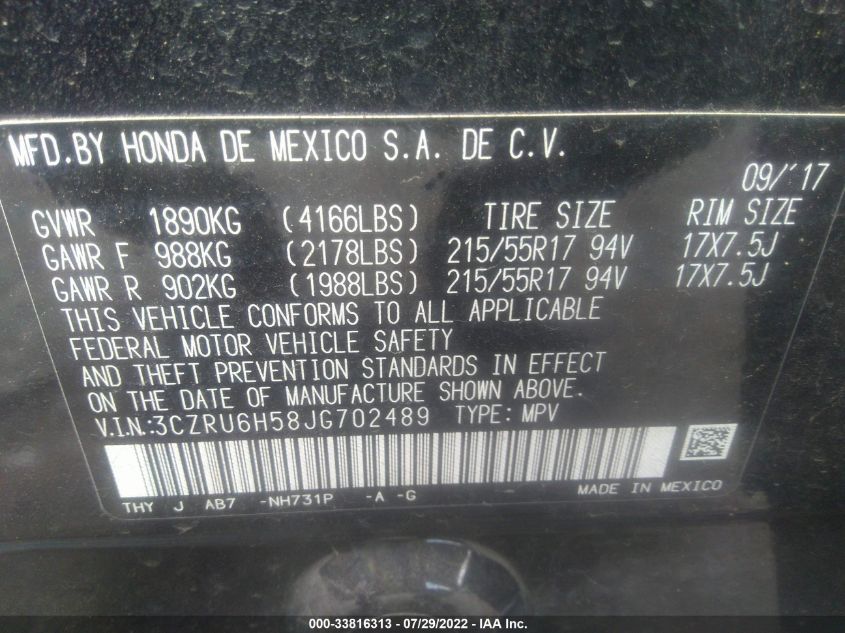 MFD.BY HONDA DE MEXICO S.A. DE C.V.
09/'17
GVWR 1890KG (4166LBS) TIRE SIZE RIM SIZE
GAWR F 988KG (2178LBS) 215/55R17 94V 17X7.5J
GAWR R 902KG (1988LBS) 215/55R17 94V 17X7.5J
THIS VEHICLE CONFORMS TO ALL APPLICABLE
FEDERAL MOTOR VEHICLE SAFETY
AND THEFT PREVENTION STANDARDS IN EFFECT
ON THE DATE OF MANUFACTURE SHOWN ABOVE.
V.I.N.:3CZRU6H58JG702489 TYPE: MPV
THY J AB7 -NH731P -A -G MADE IN MEXICO
000-33816313 - 07/29/2022 - IAA Inc.